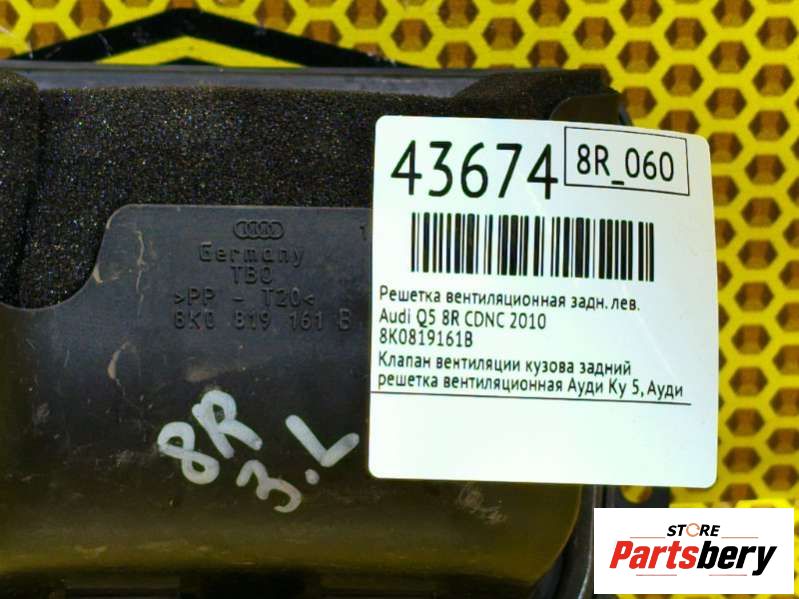 43674
8R_060
Решетка вентиляционная задн. лев.
Audi Q5 8R CDNC 2010
8K0819161B
Клапан вентиляции кузова задний
решетка вентиляционная Ауди Ку 5, Ауди
Germany
TBO
>PP - T20<
8K0 819 161 B
8R
3.L
STORE
Partsbery